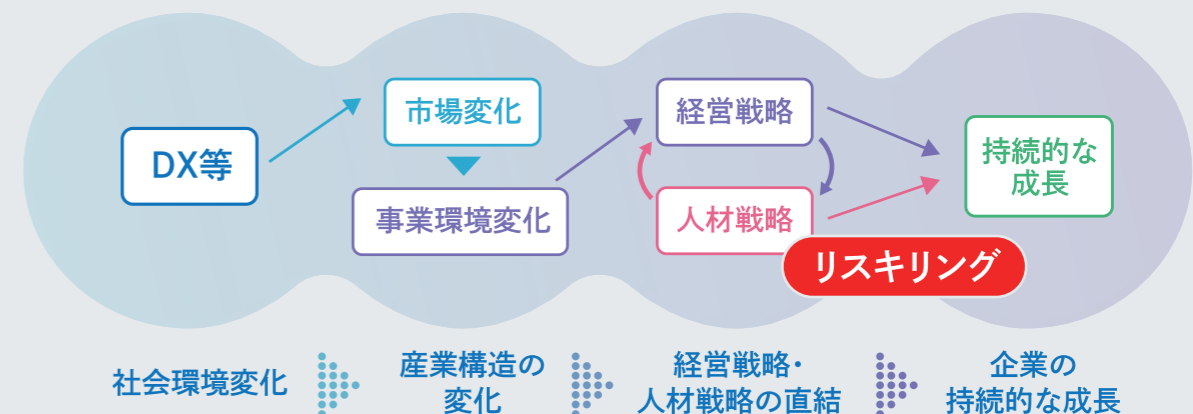 DX等
市場変化
事業環境変化
経営戦略
人材戦略
リスキリング
持続的な
成長
社会環境変化
産業構造の
変化
経営戦略・
人材戦略の直結
企業の
持続的な成長